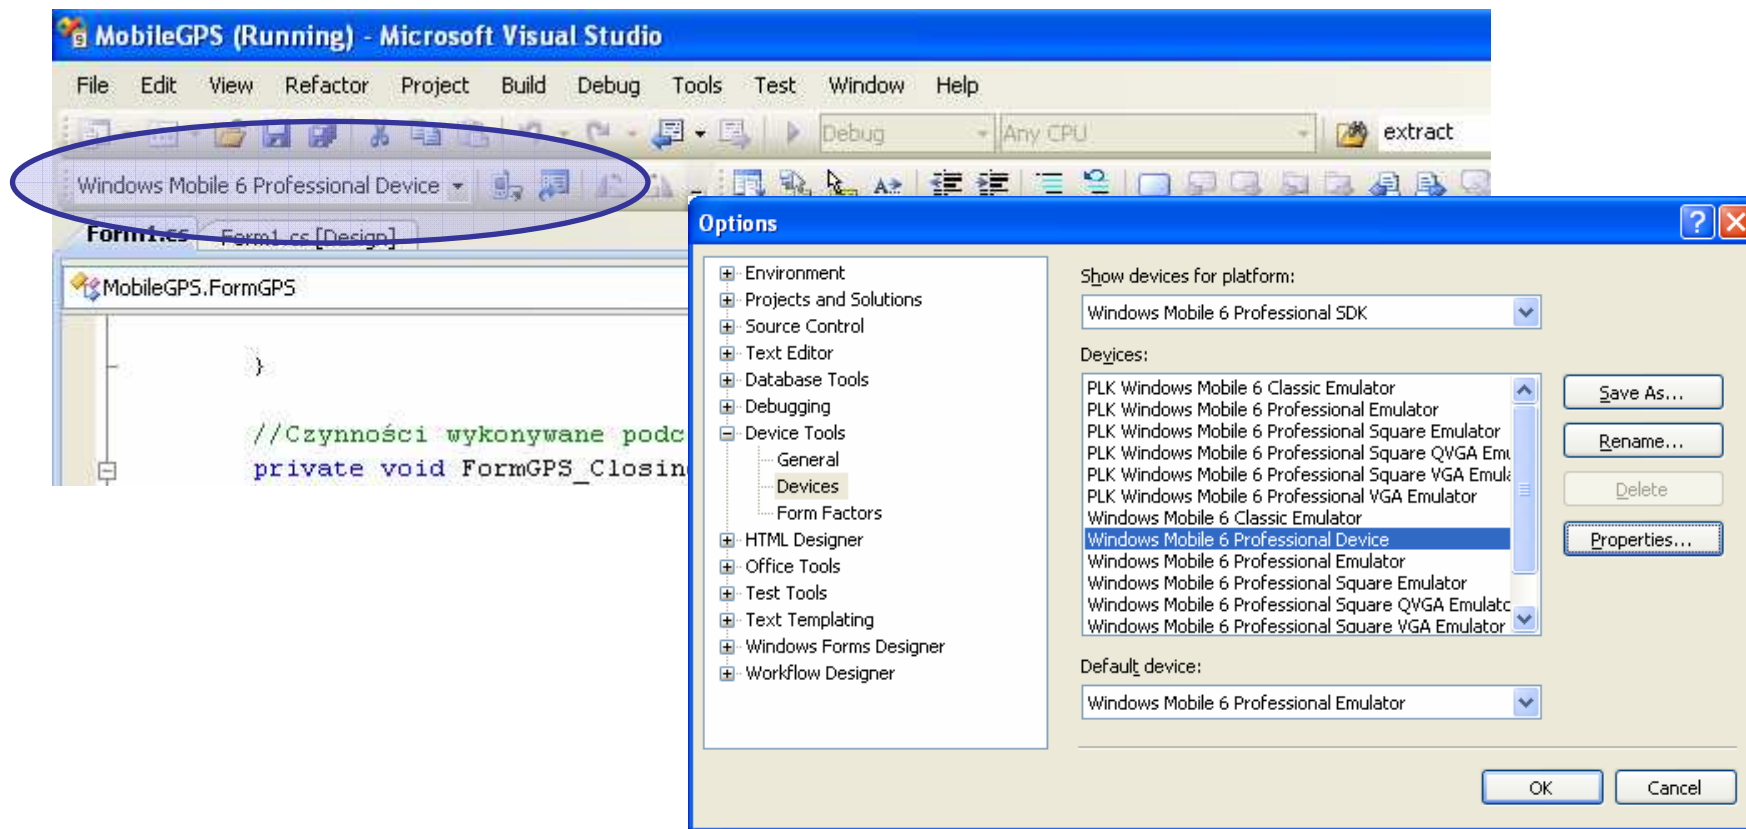 MobileGPS (Running) - Microsoft Visual Studio
File Edit View Refactor Project Build Debug Tools Test Window Help
Debug Any CPU extract
Windows Mobile 6 Professional Device
Form1.cs Form1.cs [Design]
MobileGPS.FormGPS
}
//Czynności wykonywane podc
private void FormGPS_Closin
Options
Environment
Projects and Solutions
Source Control
Text Editor
Database Tools
Debugging
Device Tools
General
Devices
Form Factors
HTML Designer
Office Tools
Test Tools
Text Templating
Windows Forms Designer
Workflow Designer
Show devices for platform:
Windows Mobile 6 Professional SDK
Devices:
PLK Windows Mobile 6 Classic Emulator
PLK Windows Mobile 6 Professional Emulator
PLK Windows Mobile 6 Professional Square Emulator
PLK Windows Mobile 6 Professional Square QVGA Emu
PLK Windows Mobile 6 Professional Square VGA Emula
PLK Windows Mobile 6 Professional VGA Emulator
Windows Mobile 6 Classic Emulator
Windows Mobile 6 Professional Device
Windows Mobile 6 Professional Emulator
Windows Mobile 6 Professional Square Emulator
Windows Mobile 6 Professional Square QVGA Emulatc
Windows Mobile 6 Professional Square VGA Emulator
Save As...
Rename...
Delete
Properties...
Default device:
Windows Mobile 6 Professional Emulator
OK Cancel